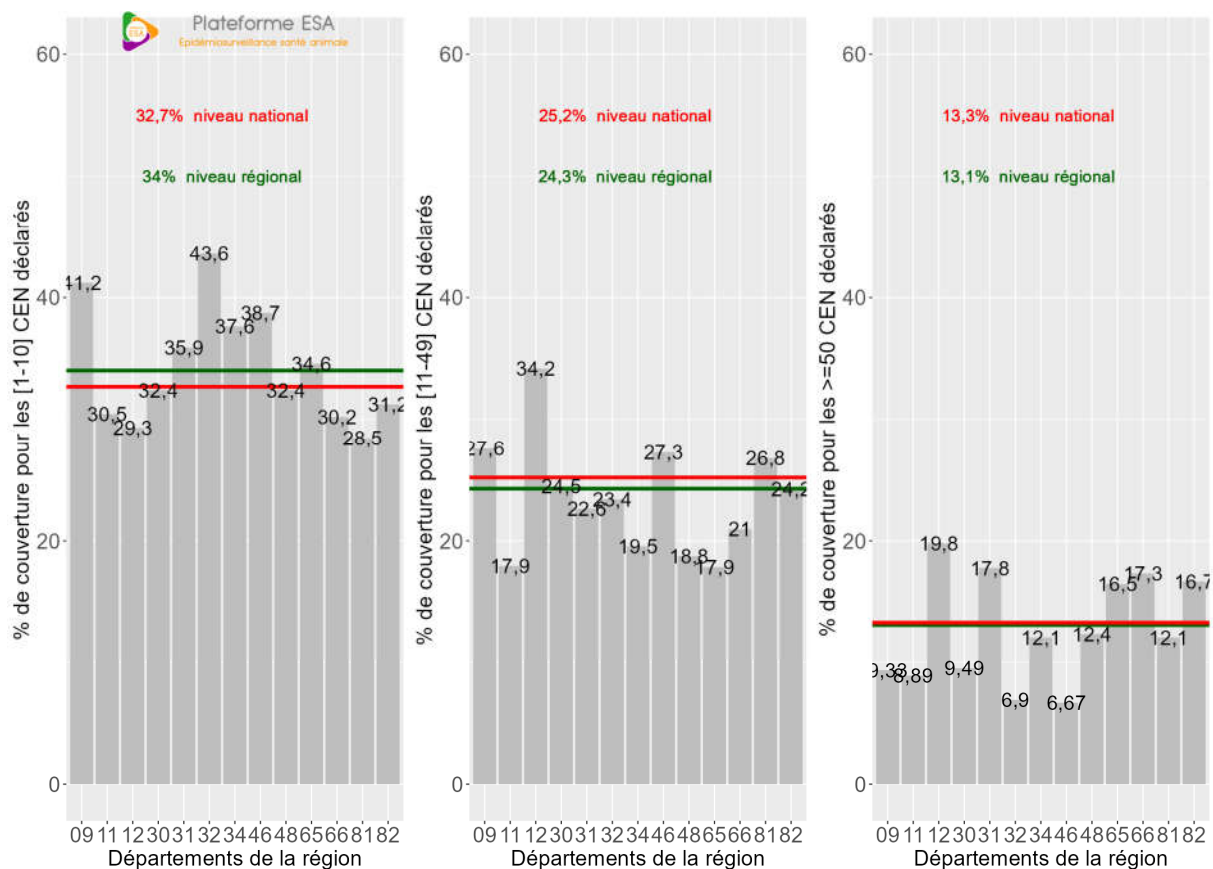 Plateforme ESA
ESA
Epidémiosurveillance santé animale
% de couverture pour les [1-10] CEN déclarés
60
40
20
0
32,7% niveau national
34% niveau régional
41,2
30,5
29,3
32,4
35,9
43,6
37,6
38,7
32,4
34,6
30,2
28,5
31,2
09 11 12 30 31 32 34 46 48 65 66 81 82
Départements de la région
% de couverture pour les [11-49] CEN déclarés
60
40
20
0
25,2% niveau national
24,3% niveau régional
27,6
17,9
34,2
24,5
22,6
23,4
19,5
27,3
18,8
17,9
21
26,8
24,2
09 11 12 30 31 32 34 46 48 65 66 81 82
Départements de la région
% de couverture pour les >=50 CEN déclarés
60
40
20
0
13,3% niveau national
13,1% niveau régional
9,33
8,89
19,8
9,49
17,8
6,9
12,1
6,67
12,4
16,5
17,3
12,1
16,7
09 11 12 30 31 32 34 46 48 65 66 81 82
Départements de la région